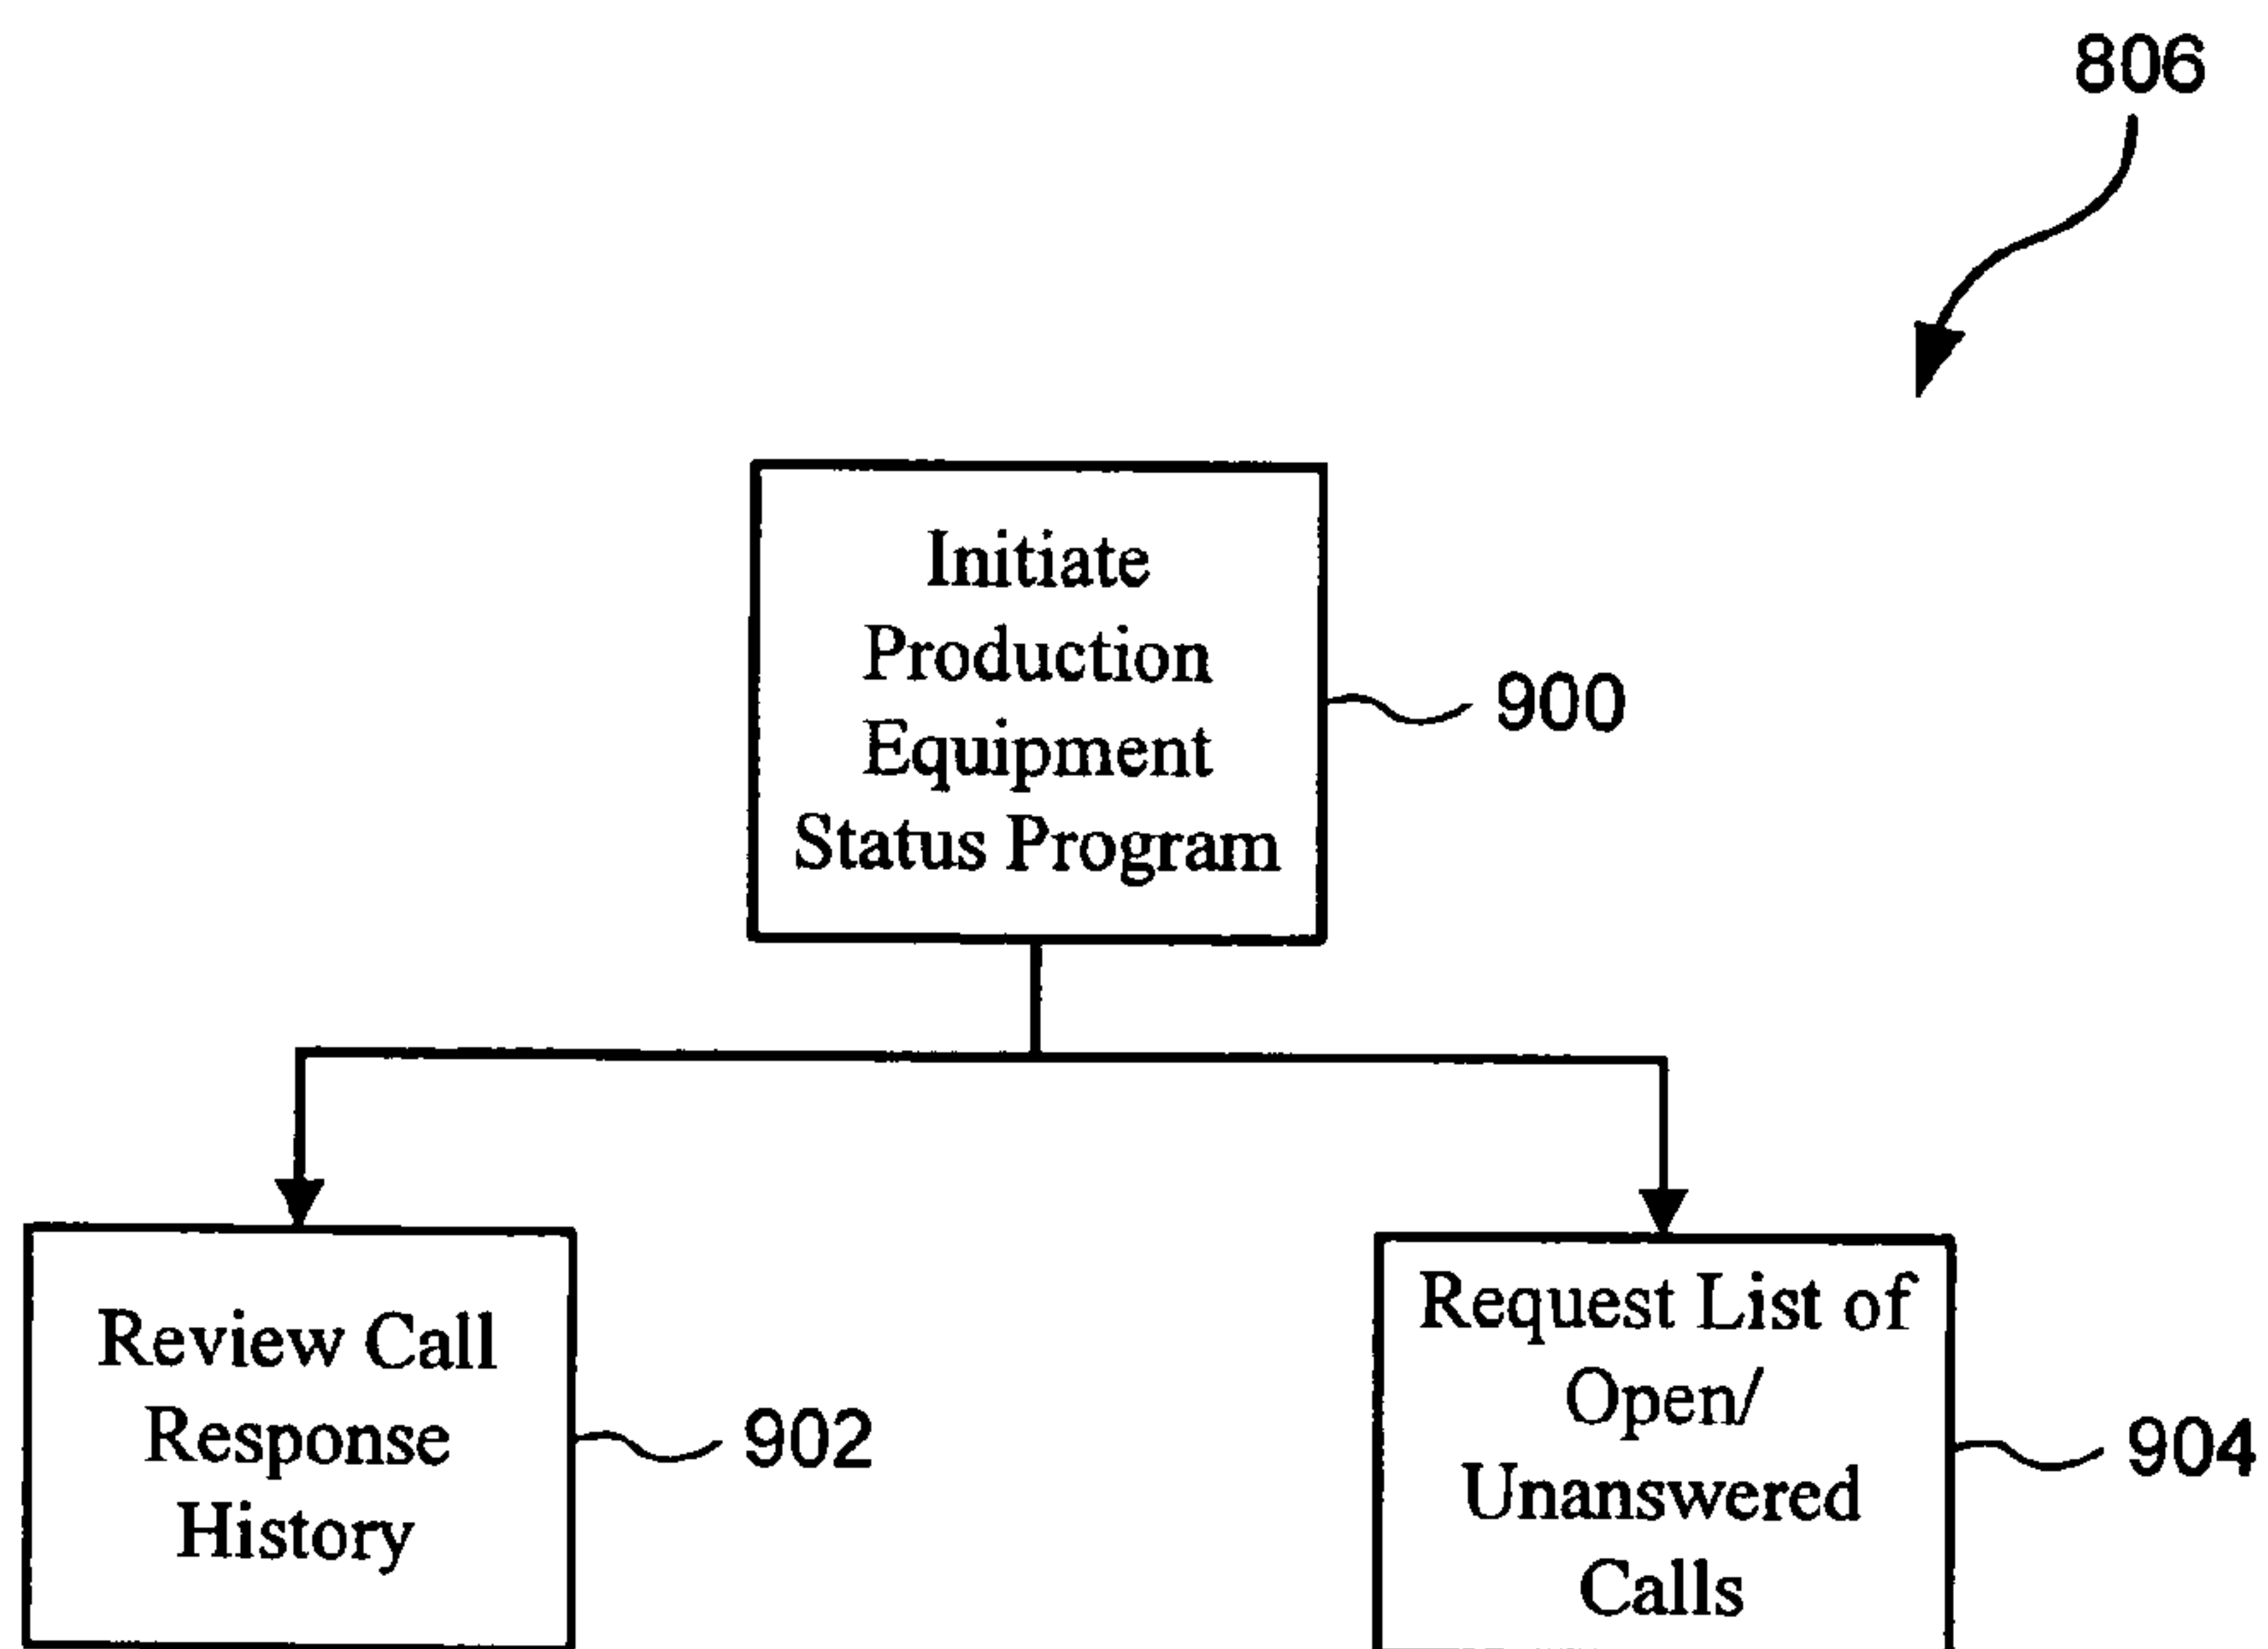 806
Initiate
Production
Equipment
Status Program
900
Review Call
Response
History
902
Request List of
Open/
Unanswered
Calls
904